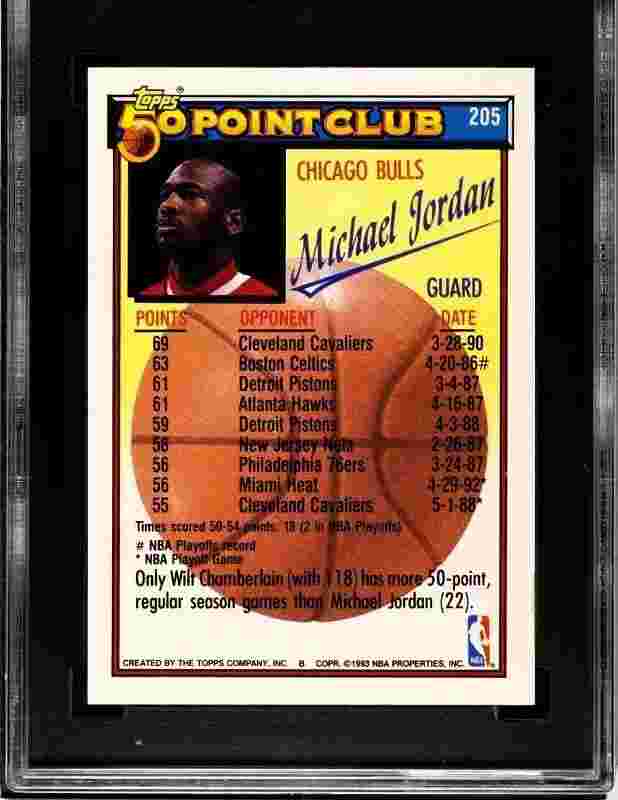 Topps®
50 POINT CLUB 205
CHICAGO BULLS
Michael Jordan
GUARD
POINTS OPPONENT DATE
69 Cleveland Cavaliers 3-28-90
63 Boston Celtics 4-20-86#
61 Detroit Pistons 3-4-87
61 Atlanta Hawks 4-16-87
59 Detroit Pistons 4-3-88
58 New Jersey Nets 2-26-87
56 Philadelphia 76ers 3-24-87
56 Miami Heat 4-29-92*
55 Cleveland Cavaliers 5-1-88*
Times scored 50-54 points: 18 (2 in NBA Playoffs)
# NBA Playoffs record
* NBA Playoff Game
Only Wilt Chamberlain (with 118) has more 50-point,
regular season games than Michael Jordan (22).
NBA
CREATED BY THE TOPPS COMPANY, INC. B COPR. ©1993 NBA PROPERTIES, INC.